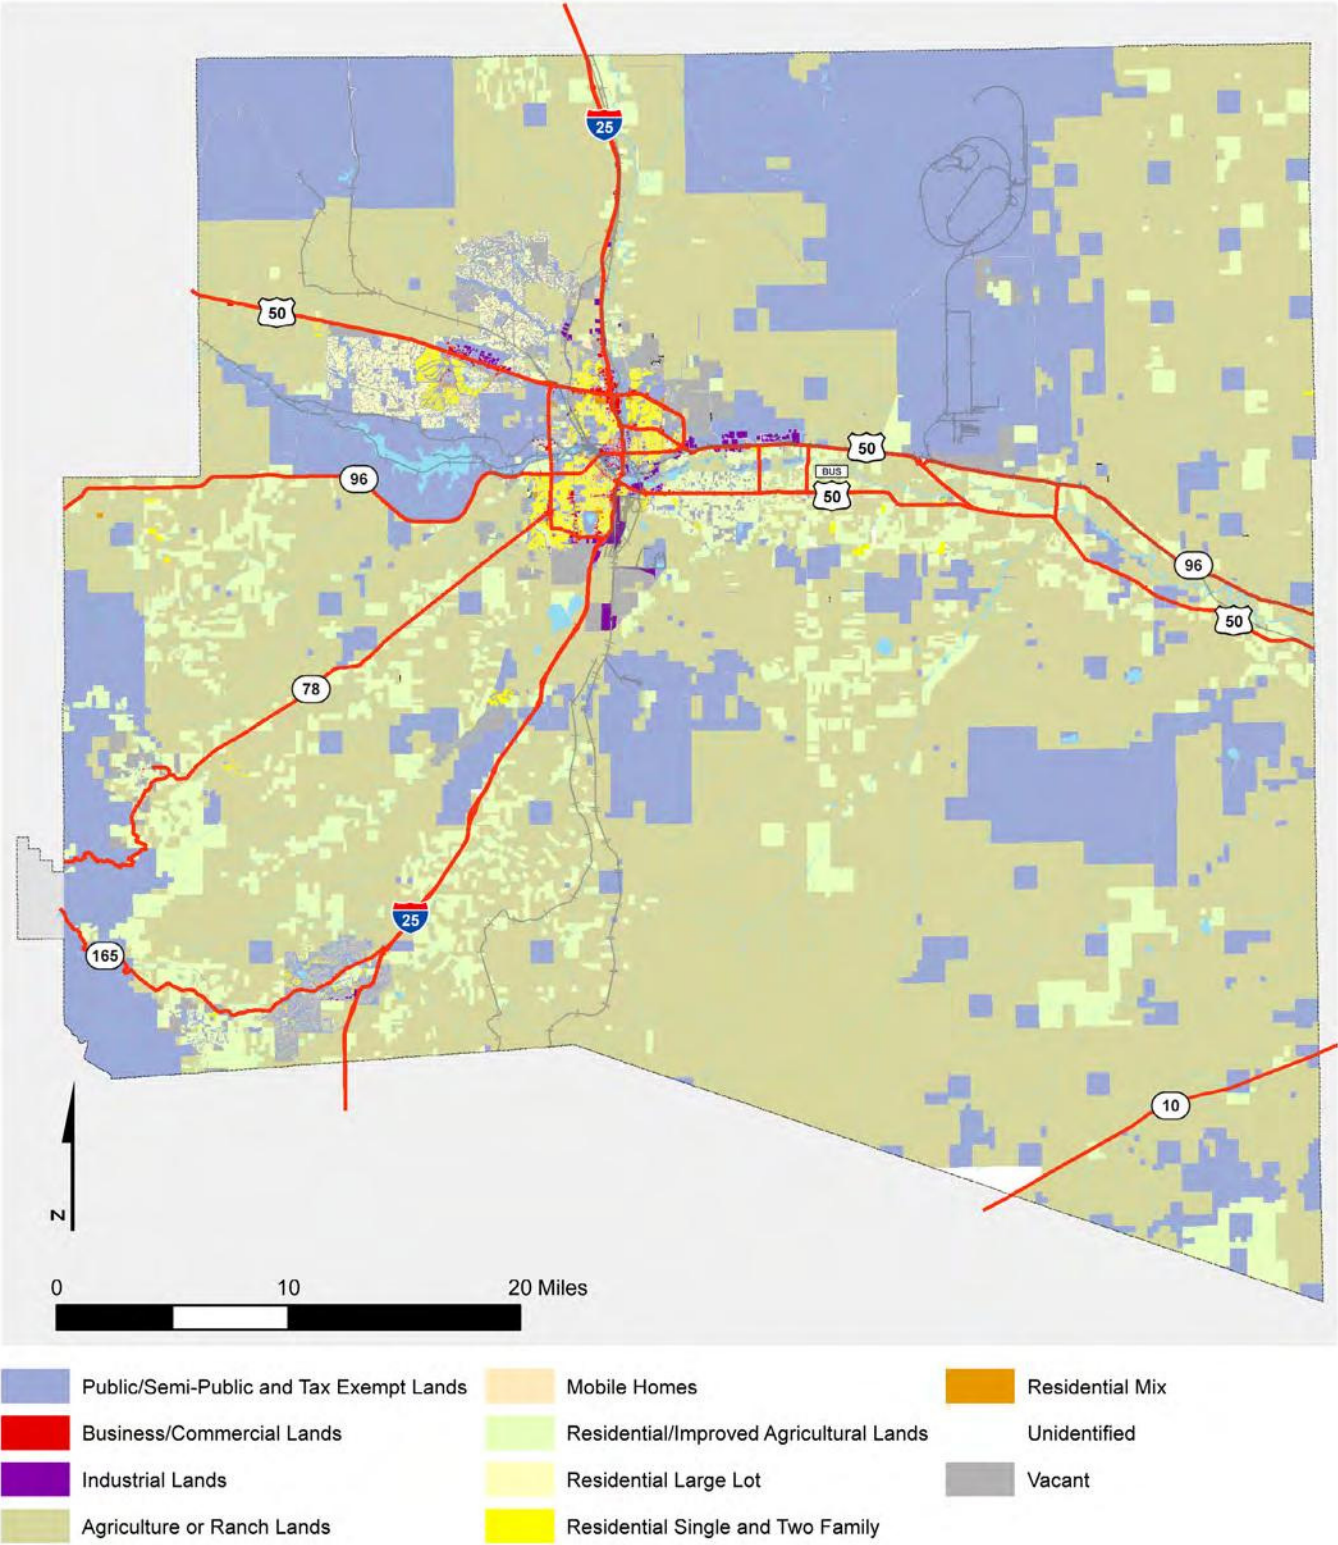 25
50
50
96
BUS
50
96
50
78
25
165
10
N
0 10 20 Miles
Public/Semi-Public and Tax Exempt Lands
Business/Commercial Lands
Industrial Lands
Agriculture or Ranch Lands
Mobile Homes
Residential/Improved Agricultural Lands
Residential Large Lot
Residential Single and Two Family
Residential Mix
Unidentified
Vacant